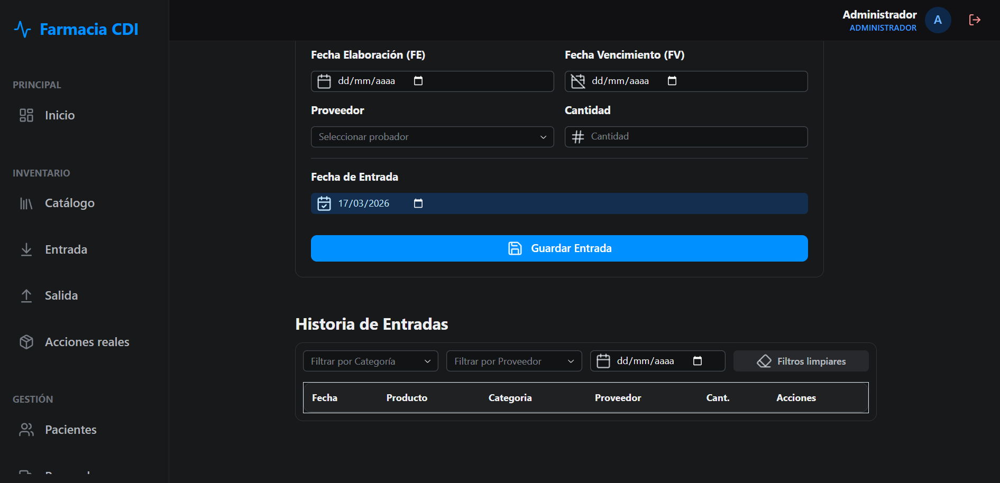 Farmacia CDI
Administrador
ADMINISTRADOR
A
PRINCIPAL
Inicio
INVENTARIO
Catálogo
Entrada
Salida
Acciones reales
GESTIÓN
Pacientes
Fecha Elaboración (FE)
Fecha Vencimiento (FV)
dd/mm/aaaa
dd/mm/aaaa
Proveedor
Cantidad
Seleccionar probador
Cantidad
Fecha de Entrada
17/03/2026
Guardar Entrada
Historia de Entradas
Filtrar por Categoría
Filtrar por Proveedor
dd/mm/aaaa
Filtros limpiares
Fecha Producto Categoria Proveedor Cant. Acciones